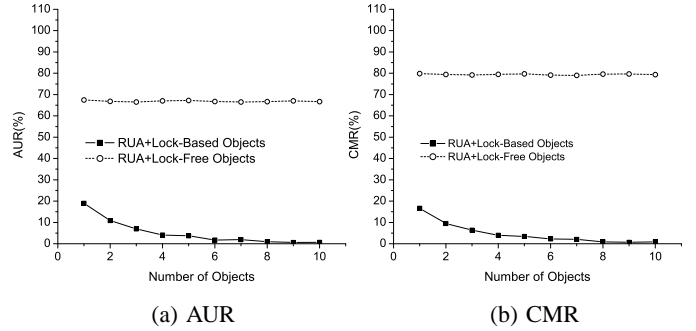 110
100
90
80
70
60
50
40
30
20
10
0
AUR(%)
RUA+Lock-Based Objects
RUA+Lock-Free Objects
0 2 4 6 8 10
Number of Objects
(a) AUR
110
100
90
80
70
60
50
40
30
20
10
0
CMR(%)
RUA+Lock-Based Objects
RUA+Lock-Free Objects
0 2 4 6 8 10
Number of Objects
(b) CMR